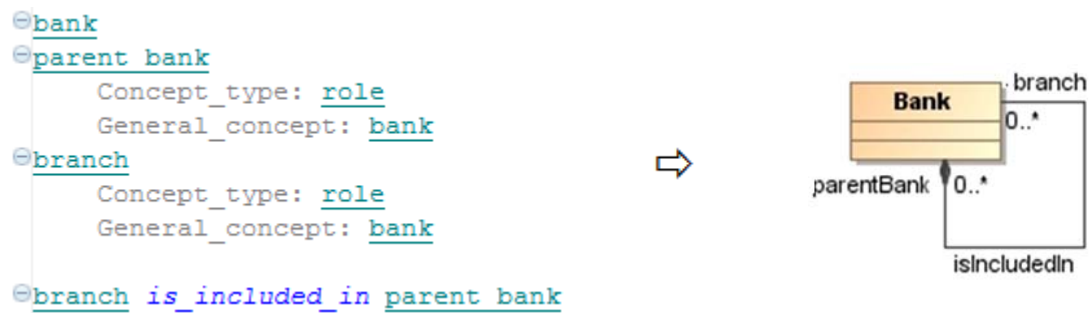 bank
parent bank
Concept_type: role
General_concept: bank
branch
Concept_type: role
General_concept: bank
branch is_included_in parent bank
Bank
branch
0..*
parentBank
0..*
isIncludedIn